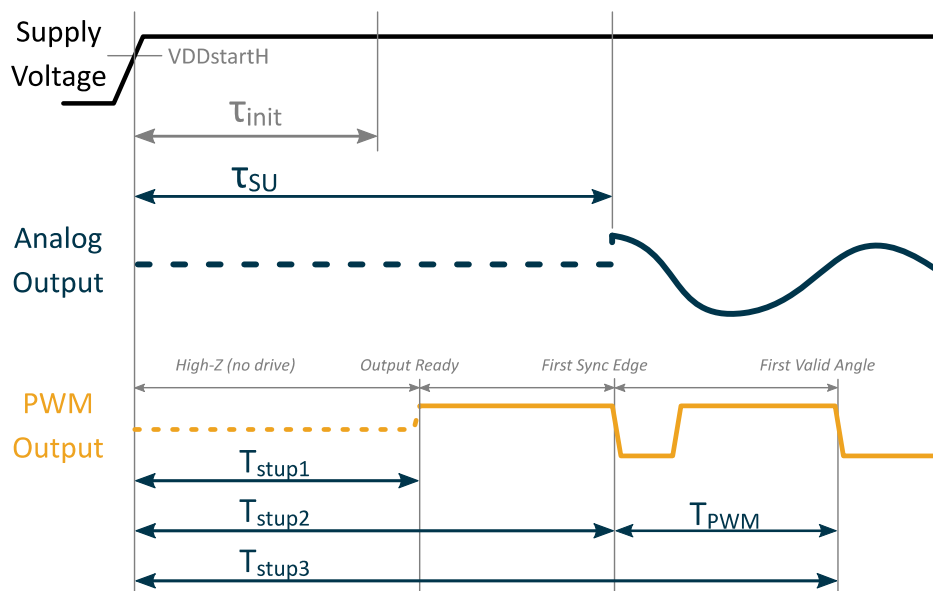 Supply
Voltage
VDDstartH
τinit
τSU
Analog
Output
High-Z (no drive)
Output Ready
First Sync Edge
First Valid Angle
PWM
Output
Tstup1
Tstup2
TPWM
Tstup3